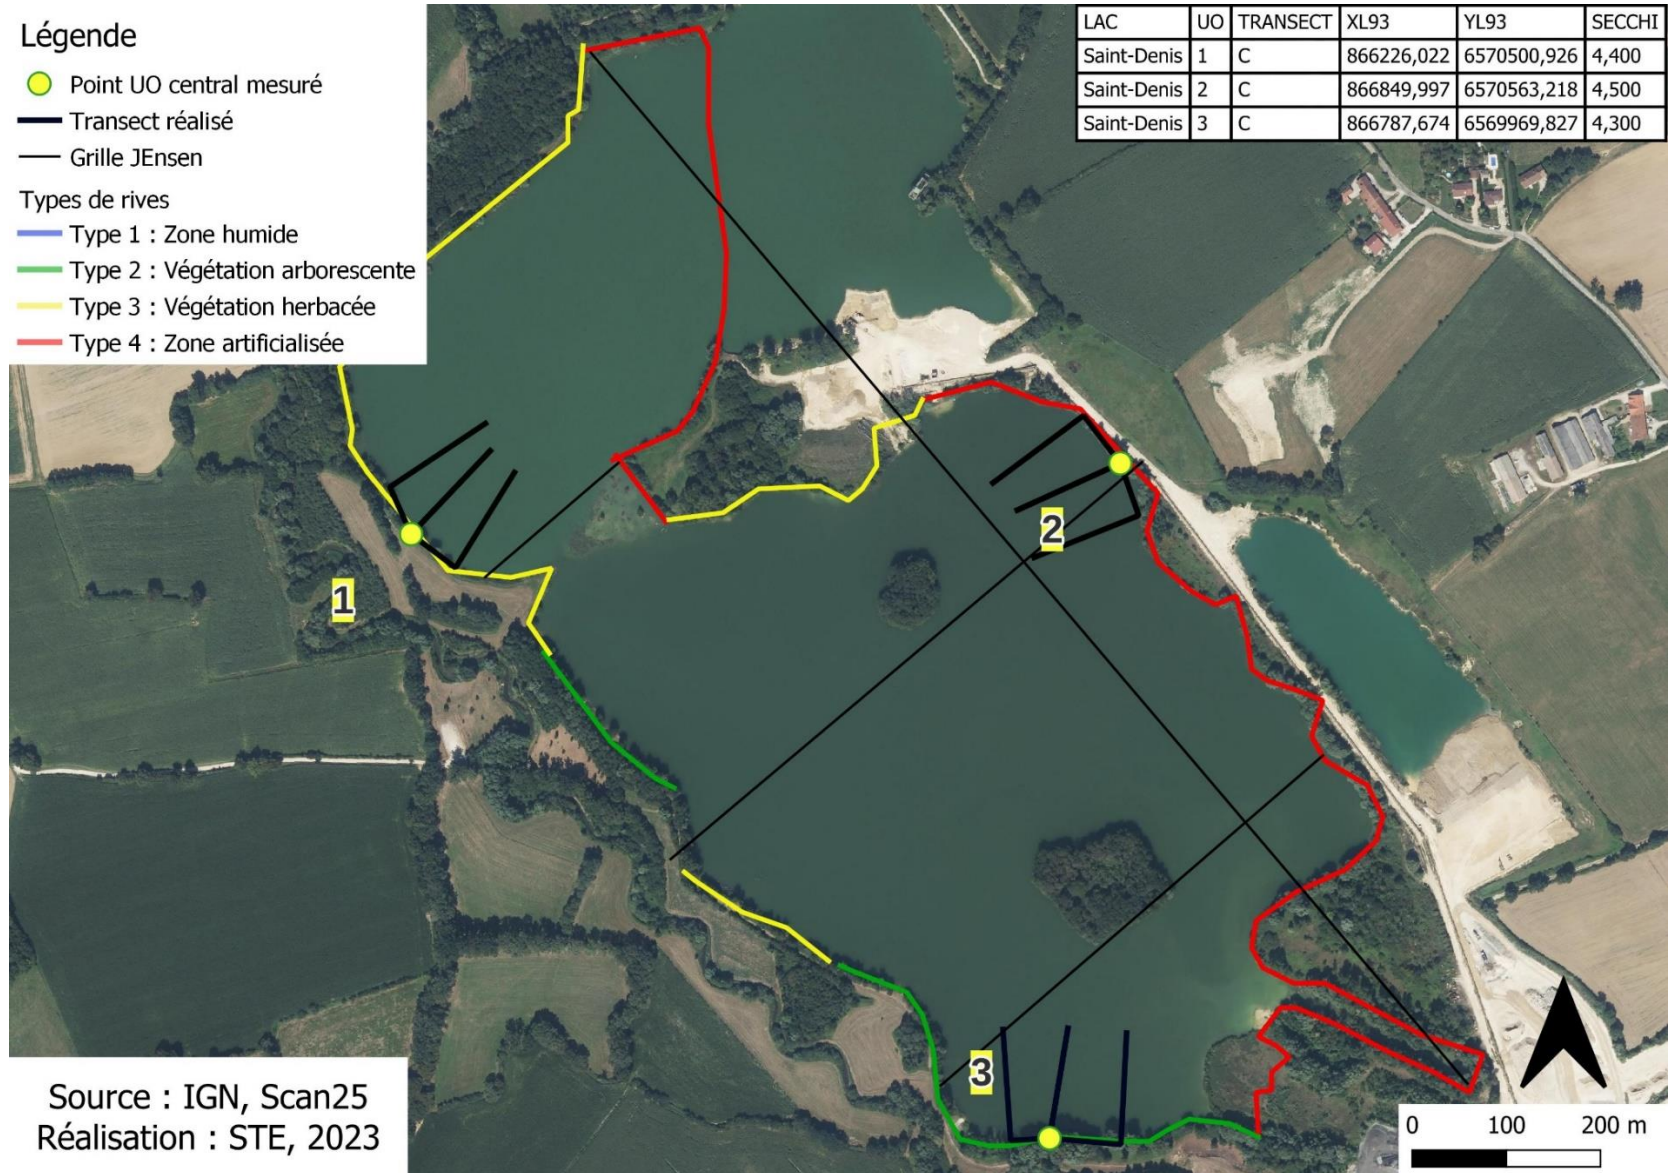 Légende
Point UO central mesuré
Transect réalisé
Grille JEnsen
Types de rives
Type 1 : Zone humide
Type 2 : Végétation arborescente
Type 3 : Végétation herbacée
Type 4 : Zone artificialisée
LAC UO TRANSECT XL93 YL93 SECCHI
Saint-Denis 1 C 866226,022 6570500,926 4,400
Saint-Denis 2 C 866849,997 6570563,218 4,500
Saint-Denis 3 C 866787,674 6569969,827 4,300
2
1
3
Source : IGN, Scan25
Réalisation : STE, 2023
0 100 200 m